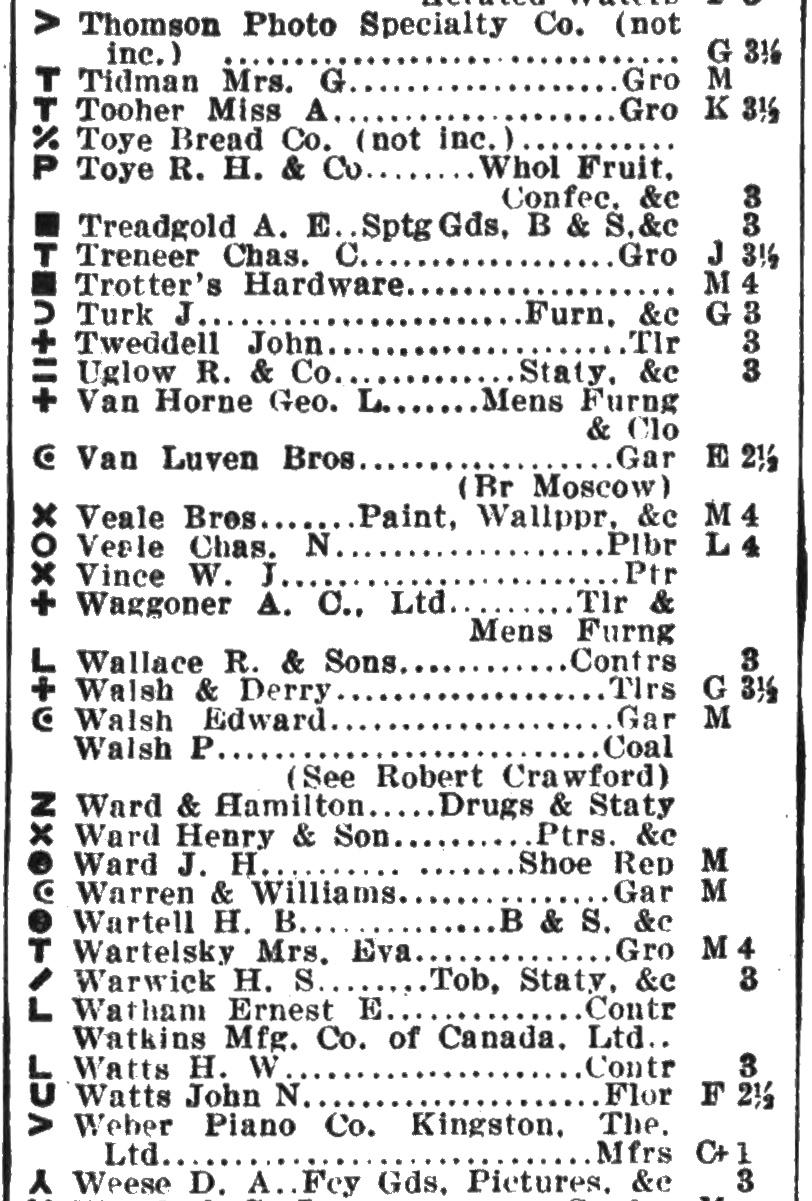 > Thomson Photo Specialty Co. (not
inc.) .............................. G 3½
T Tidman Mrs. G..................Gro M
T Tooher Miss A...................Gro K 3½
% Toye Bread Co. (not inc.)...........
P Toye R. H. & Co........Whol Fruit,
Confec, &c 3
■ Treadgold A. E..Sptg Gds, B & S,&c 3
T Treneer Chas. C.................Gro J 3½
■ Trotter's Hardware................... M 4
Ɔ Turk J.......................Furn, &c G 3
+ Tweddell John.....................Tlr 3
= Uglow R. & Co.............Staty, &c 3
+ Van Horne Geo. L.......Mens Furng
& Clo
Van Luven Bros..................Gar E 2½
(Br Moscow)
X Veale Bros.......Paint, Wallppr, &c M 4
O Veale Chas. N...................Plbr L 4
X Vince W. J........................Ptr
+ Waggoner A. C., Ltd.........Tlr &
Mens Furng
L Wallace R. & Sons............Contrs 3
+ Walsh & Derry...................Tlrs G 3½
Walsh Edward....................Gar M
Walsh P...........................Coal
(See Robert Crawford)
Z Ward & Hamilton.....Drugs & Staty
X Ward Henry & Son..........Ptrs, &c
Ward J. H.......... .......Shoe Rep M
Warren & Williams...............Gar M
Wartell H. B..............B & S, &c
T Wartelsky Mrs. Eva..............Gro M 4
/ Warwick H. S........Tob, Staty, &c 3
L Watham Ernest E..............Contr
Watkins Mfg. Co. of Canada, Ltd..
L Watts H. W.....................Contr 3
U Watts John N.....................Flor F 2½
> Weber Piano Co. Kingston, The,
Ltd...............................Mfrs C+ 1
⅄ Weese D. A..Fcy Gds, Pictures, &c 3